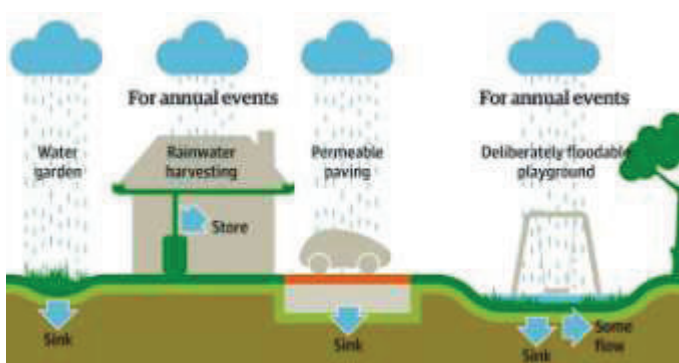 For annual events
For annual events
Water
garden
Rainwater
harvesting
Permeable
paving
Deliberately floodable
playground
Store
Sink
Sink
Sink
Some
flow